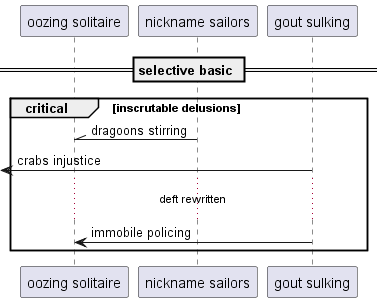 oozing solitaire
nickname sailors
gout sulking
selective basic
critical
[inscrutable delusions]
dragoons stirring
crabs injustice
deft rewritten
immobile policing
oozing solitaire
nickname sailors
gout sulking